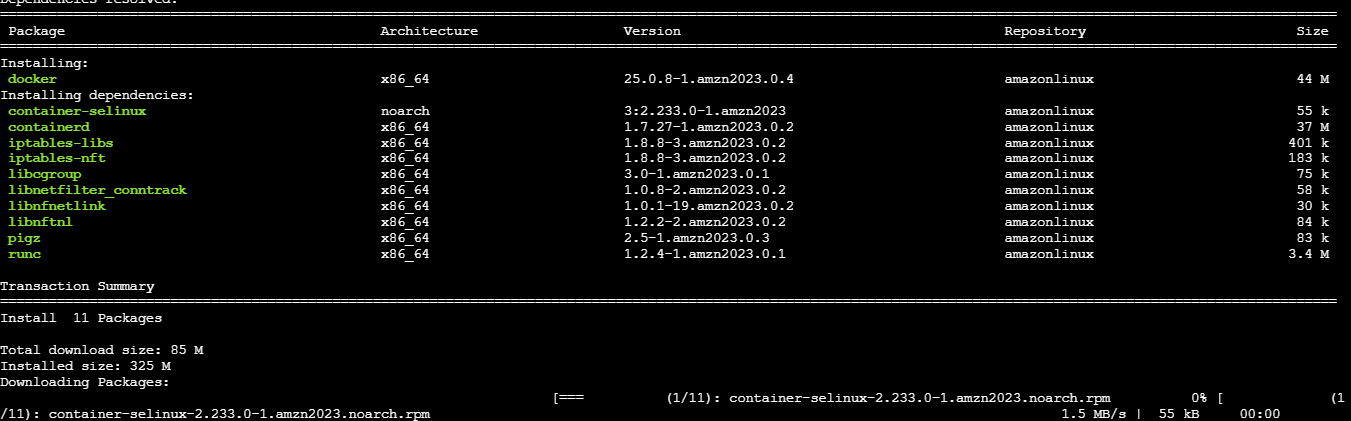 Dependencies resolved.
================================================================================
Package Architecture Version Repository Size
================================================================================
Installing:
docker x86_64 25.0.8-1.amzn2023.0.4 amazonlinux 44 M
Installing dependencies:
container-selinux noarch 3:2.233.0-1.amzn2023 amazonlinux 55 k
containerd x86_64 1.7.27-1.amzn2023.0.2 amazonlinux 37 M
iptables-libs x86_64 1.8.8-3.amzn2023.0.2 amazonlinux 401 k
iptables-nft x86_64 1.8.8-3.amzn2023.0.2 amazonlinux 183 k
libcgroup x86_64 3.0-1.amzn2023.0.1 amazonlinux 75 k
libnetfilter_conntrack x86_64 1.0.8-2.amzn2023.0.2 amazonlinux 58 k
libnfnetlink x86_64 1.0.1-19.amzn2023.0.2 amazonlinux 30 k
libnftnl x86_64 1.2.2-2.amzn2023.0.2 amazonlinux 84 k
pigz x86_64 2.5-1.amzn2023.0.3 amazonlinux 83 k
runc x86_64 1.2.4-1.amzn2023.0.1 amazonlinux 3.4 M
Transaction Summary
================================================================================
Install 11 Packages
Total download size: 85 M
Installed size: 325 M
Downloading Packages:
[=== (1/11): container-selinux-2.233.0-1.amzn2023.noarch.rpm 0% [ (1
/11): container-selinux-2.233.0-1.amzn2023.noarch.rpm 1.5 MB/s | 55 kB 00:00